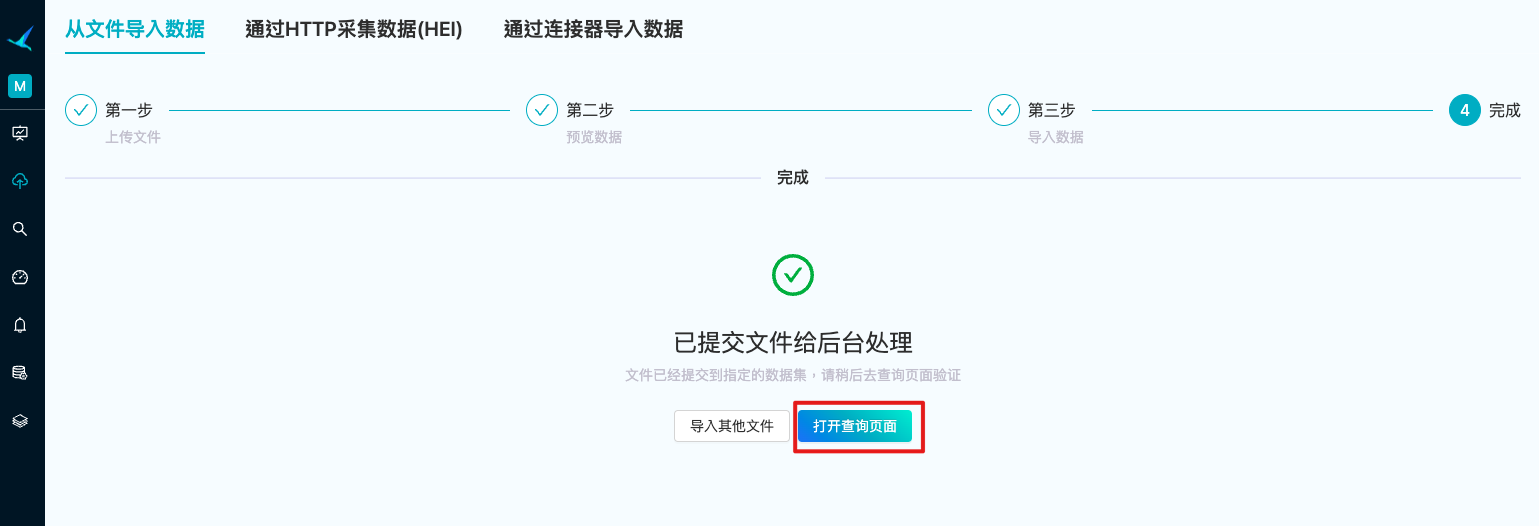 从文件导入数据 通过HTTP采集数据(HEI) 通过连接器导入数据
M
第一步 第二步 第三步 4 完成
上传文件 预览数据 导入数据
完成
已提交文件给后台处理
文件已经提交到指定的数据集，请稍后去查询页面验证
导入其他文件 打开查询页面